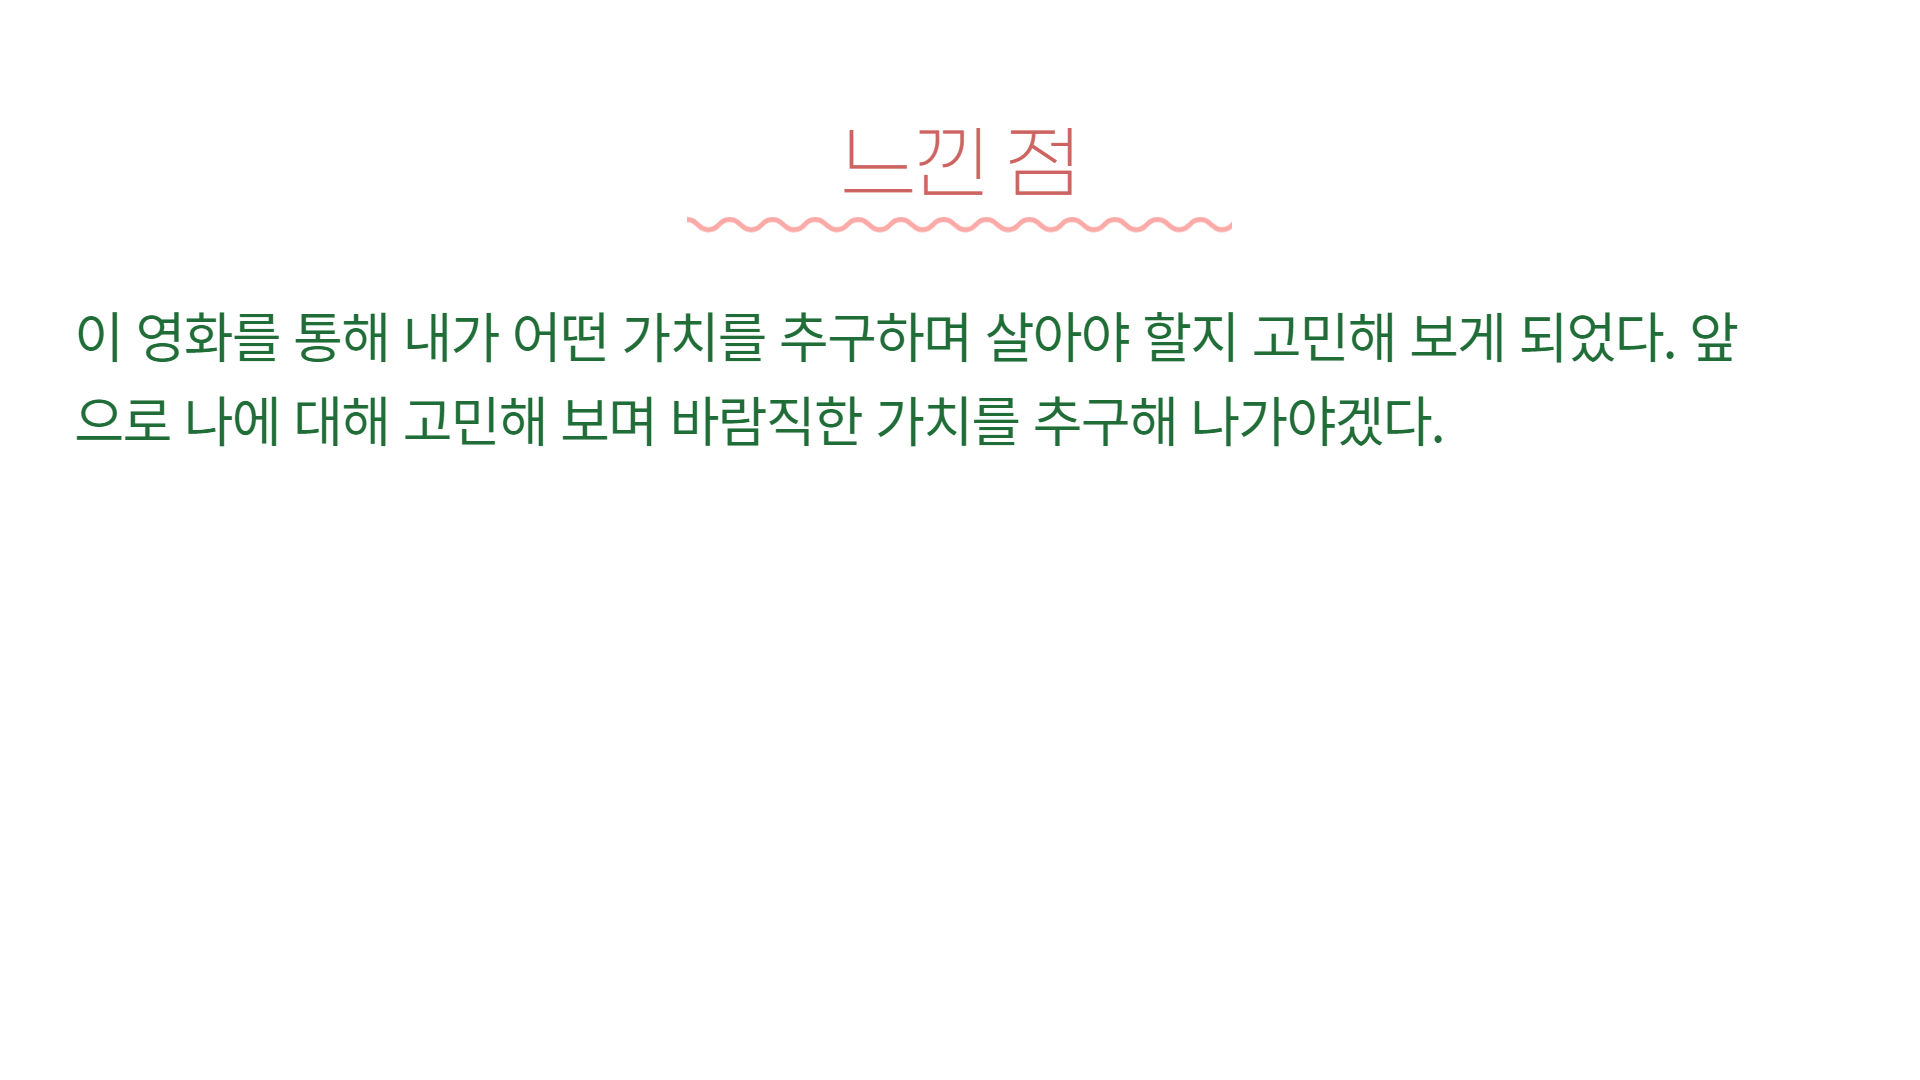 느낀 점
이 영화를 통해 내가 어떤 가치를 추구하며 살아야 할지 고민해 보게 되었다. 앞
으로 나에 대해 고민해 보며 바람직한 가치를 추구해 나가야겠다.